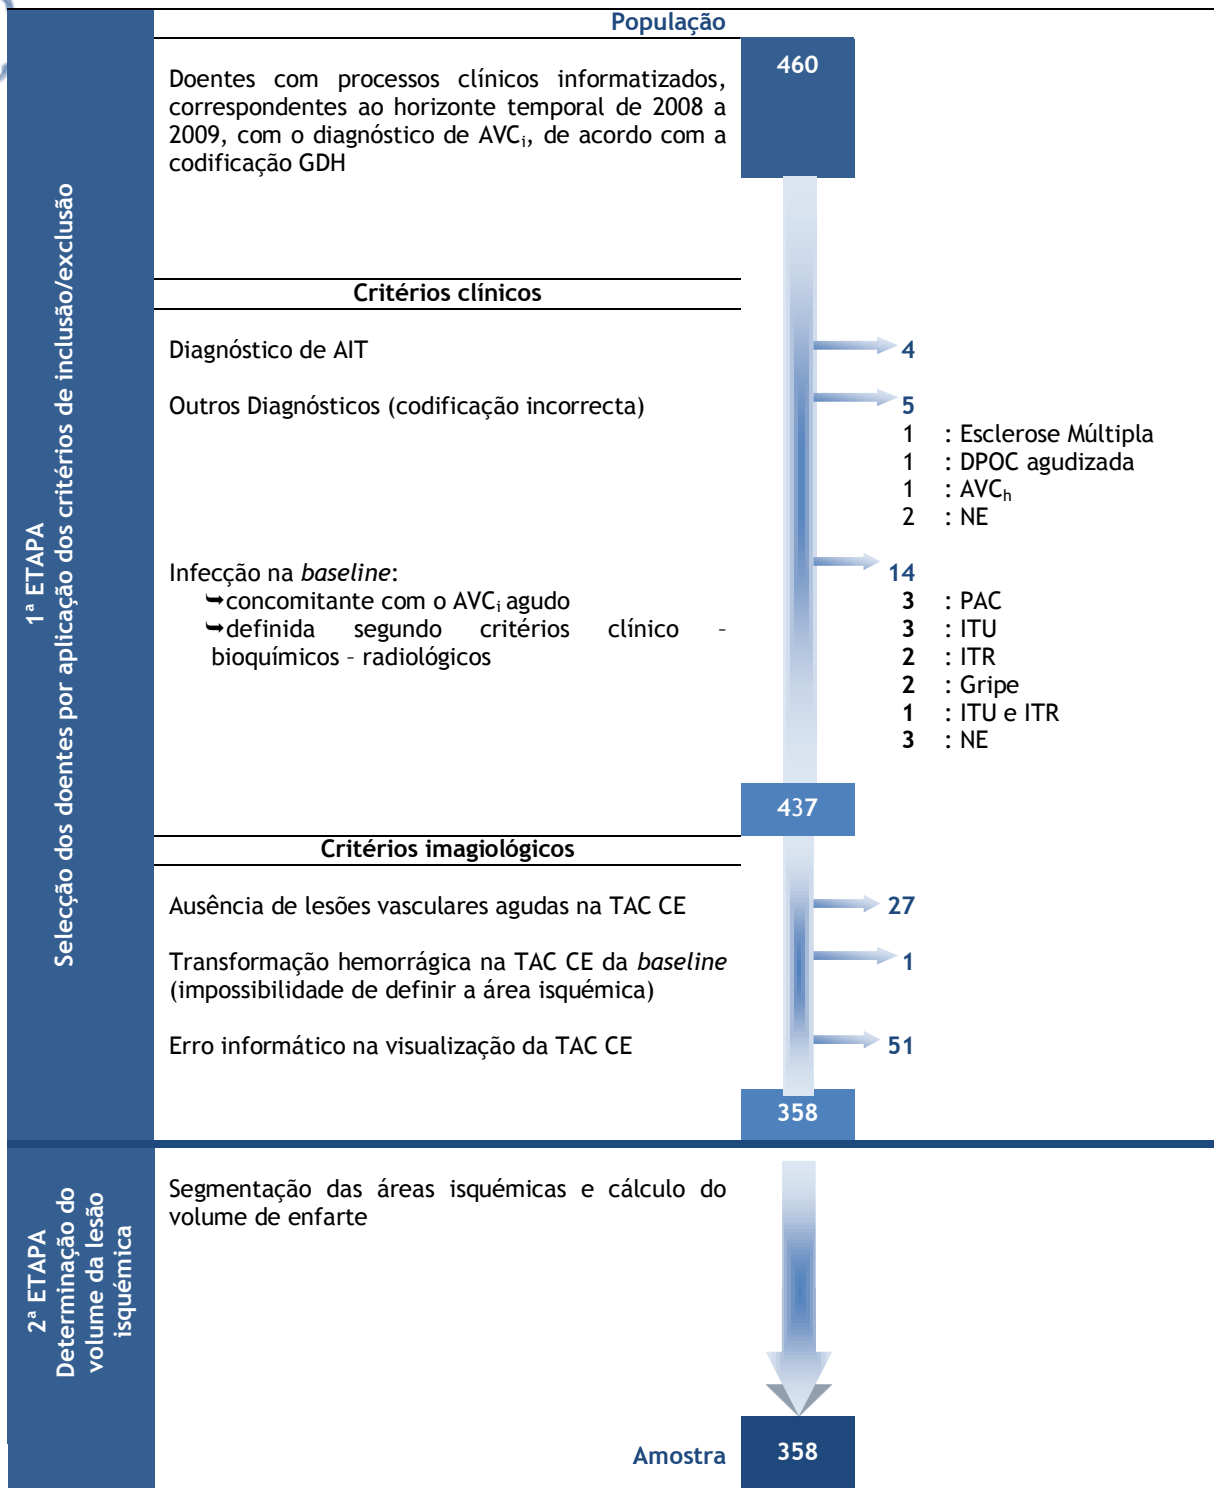 População
460
Doentes com processos clínicos informatizados,
correspondentes ao horizonte temporal de 2008 a
2009, com o diagnóstico de AVCi, de acordo com a
codificação GDH
1ª ETAPA
Selecção dos doentes por aplicação dos critérios de inclusão/exclusão
Critérios clínicos
Diagnóstico de AIT
4
Outros Diagnósticos (codificação incorrecta)
5
1 : Esclerose Múltipla
1 : DPOC agudizada
1 : AVCh
2 : NE
Infecção na baseline:
➥concomitante com o AVCi agudo
➥definida segundo critérios clínico –
bioquímicos – radiológicos
14
3 : PAC
3 : ITU
2 : ITR
2 : Gripe
1 : ITU e ITR
3 : NE
437
Critérios imagiológicos
Ausência de lesões vasculares agudas na TAC CE
27
Transformação hemorrágica na TAC CE da baseline
(impossibilidade de definir a área isquémica)
1
Erro informático na visualização da TAC CE
51
358
2ª ETAPA
Determinação do
volume da lesão
isquémica
Segmentação das áreas isquémicas e cálculo do
volume de enfarte
Amostra
358